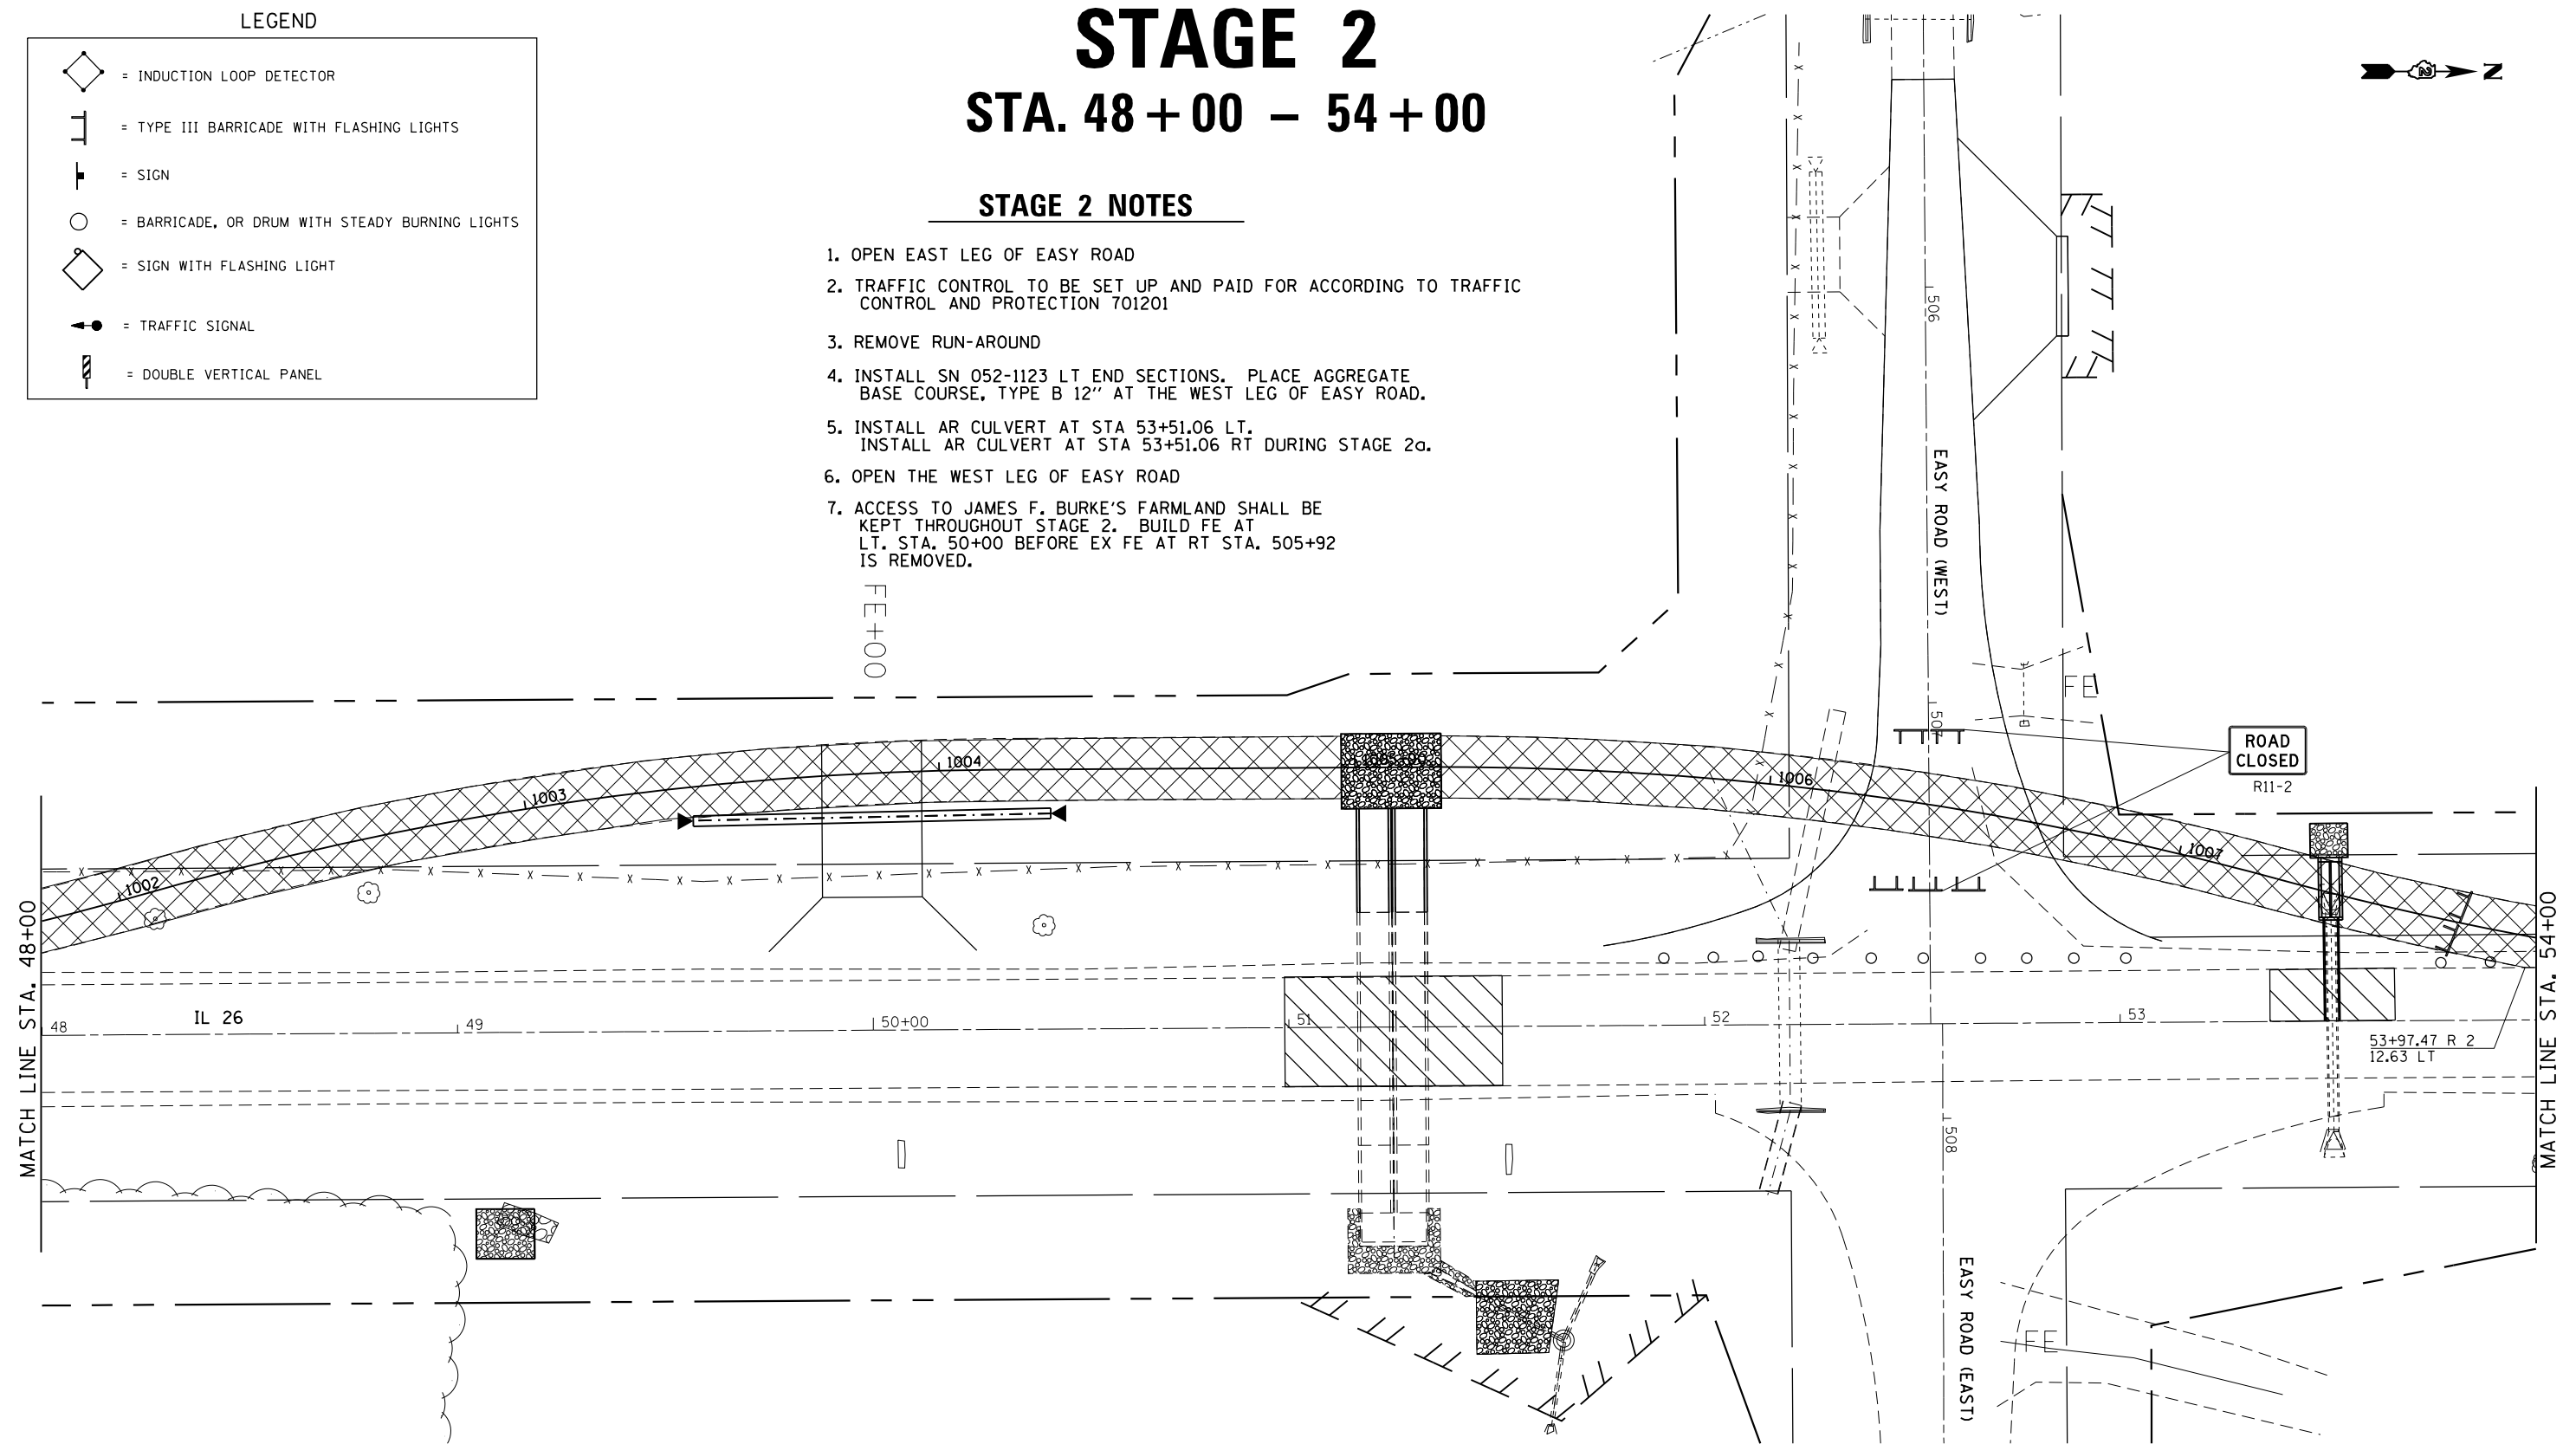 LEGEND
= INDUCTION LOOP DETECTOR
= TYPE III BARRICADE WITH FLASHING LIGHTS
= SIGN
= BARRICADE, OR DRUM WITH STEADY BURNING LIGHTS
= SIGN WITH FLASHING LIGHT
= TRAFFIC SIGNAL
= DOUBLE VERTICAL PANEL
STAGE 2
STA. 48+00 – 54+00
STAGE 2 NOTES
1. OPEN EAST LEG OF EASY ROAD
2. TRAFFIC CONTROL TO BE SET UP AND PAID FOR ACCORDING TO TRAFFIC
CONTROL AND PROTECTION 701201
3. REMOVE RUN-AROUND
4. INSTALL SN 052-1123 LT END SECTIONS. PLACE AGGREGATE
BASE COURSE, TYPE B 12'' AT THE WEST LEG OF EASY ROAD.
5. INSTALL AR CULVERT AT STA 53+51.06 LT.
INSTALL AR CULVERT AT STA 53+51.06 RT DURING STAGE 2a.
6. OPEN THE WEST LEG OF EASY ROAD
7. ACCESS TO JAMES F. BURKE'S FARMLAND SHALL BE
KEPT THROUGHOUT STAGE 2. BUILD FE AT
LT. STA. 50+00 BEFORE EX FE AT RT STA. 505+92
IS REMOVED.
2
N
FE+00
506
EASY ROAD (WEST)
507
FE
ROAD
CLOSED
R11-2
1002
1003
1004
1006
1007
MATCH LINE STA. 48+00
MATCH LINE STA. 54+00
IL 26
48
49
50+00
51
52
53
53+97.47 R 2
12.63 LT
508
EASY ROAD (EAST)
FE